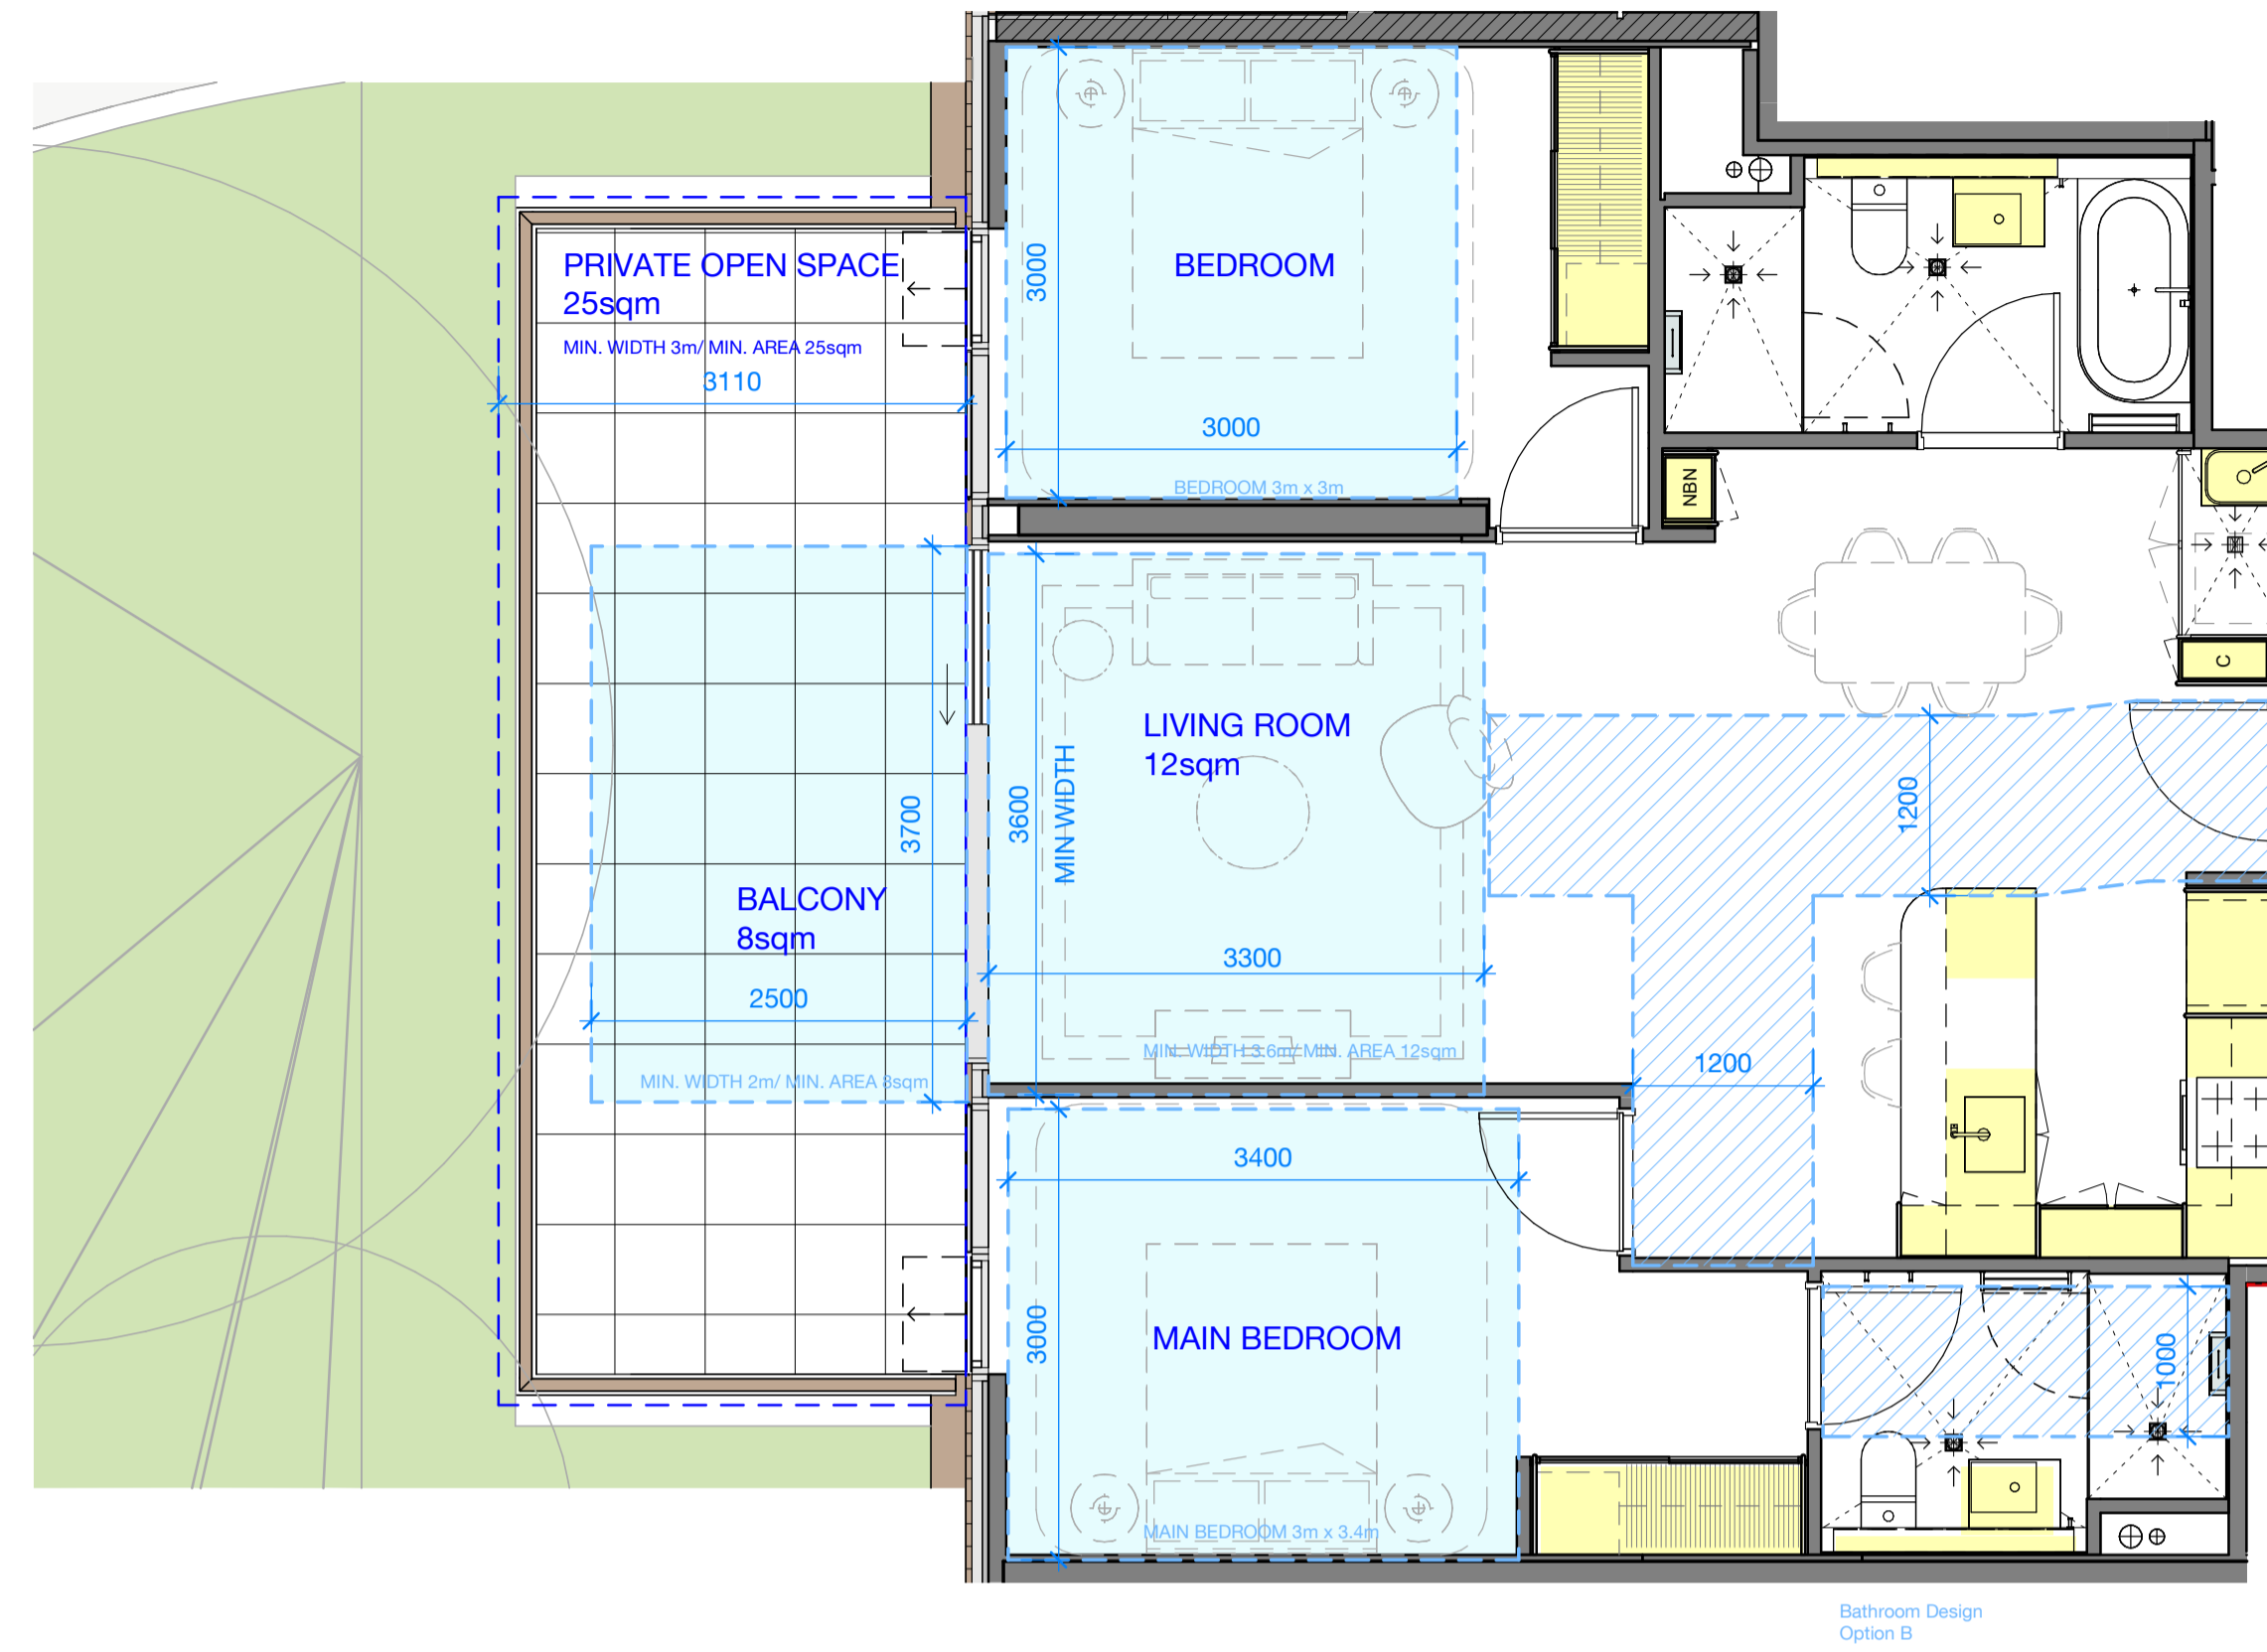 PRIVATE OPEN SPACE
25sqm
MIN. WIDTH 3m/ MIN. AREA 25sqm
3110
BEDROOM
3000
3000
BEDROOM 3m x 3m
NBN
C
LIVING ROOM
12sqm
3600
MIN WIDTH
3300
MIN. WIDTH 3.6m/ MIN. AREA 12sqm
3700
BALCONY
8sqm
2500
MIN. WIDTH 2m/ MIN. AREA 8sqm
1200
1200
3400
3000
MAIN BEDROOM
MAIN BEDROOM 3m x 3.4m
1000
Bathroom Design
Option B